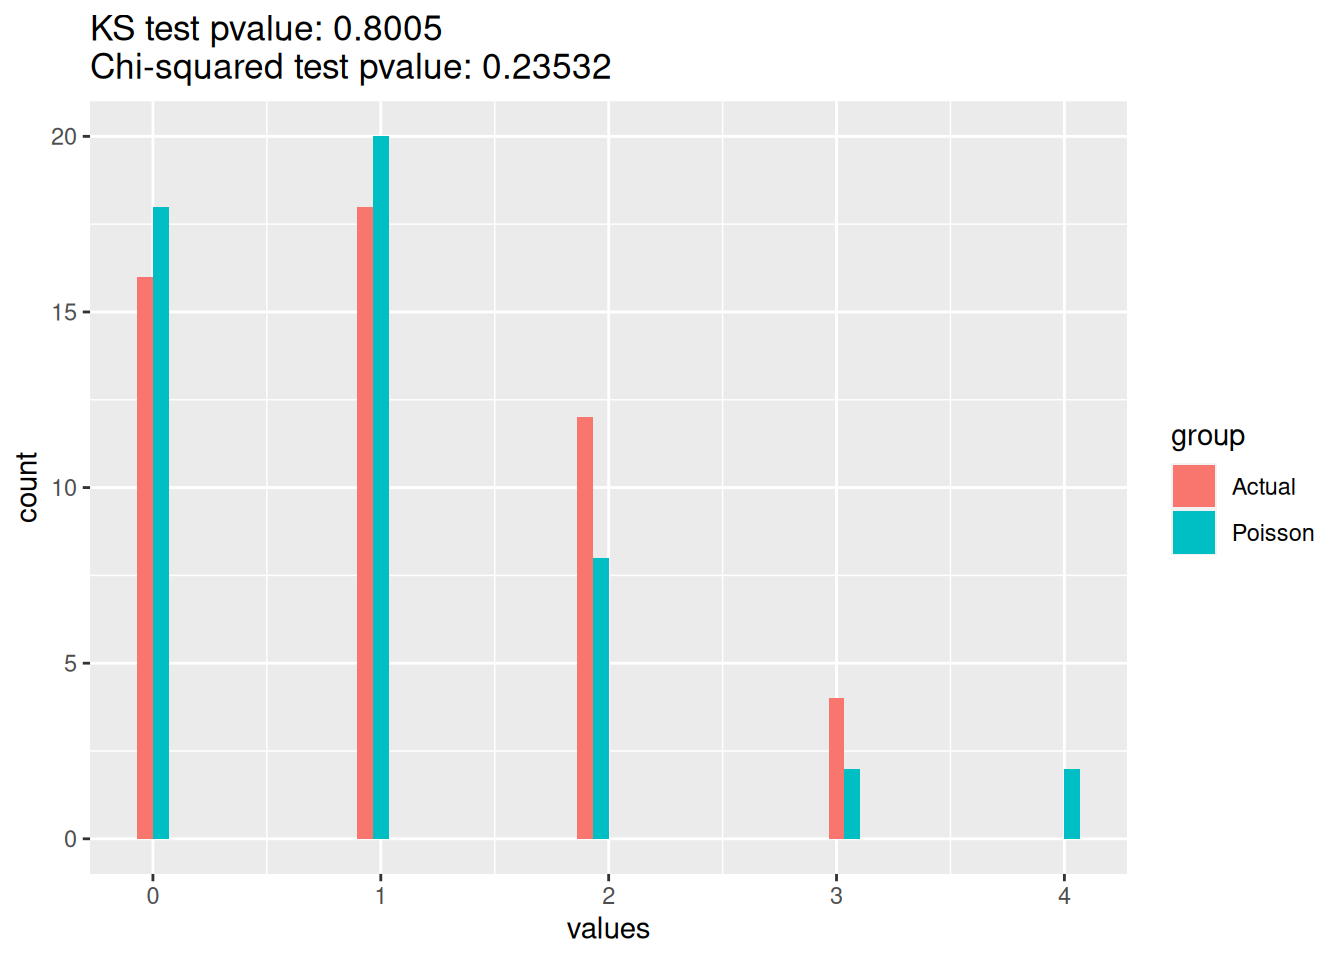 KS test pvalue: 0.8005
Chi-squared test pvalue: 0.23532
20
15
10
5
0
count
0 1 2 3 4
values
group
Actual
Poisson